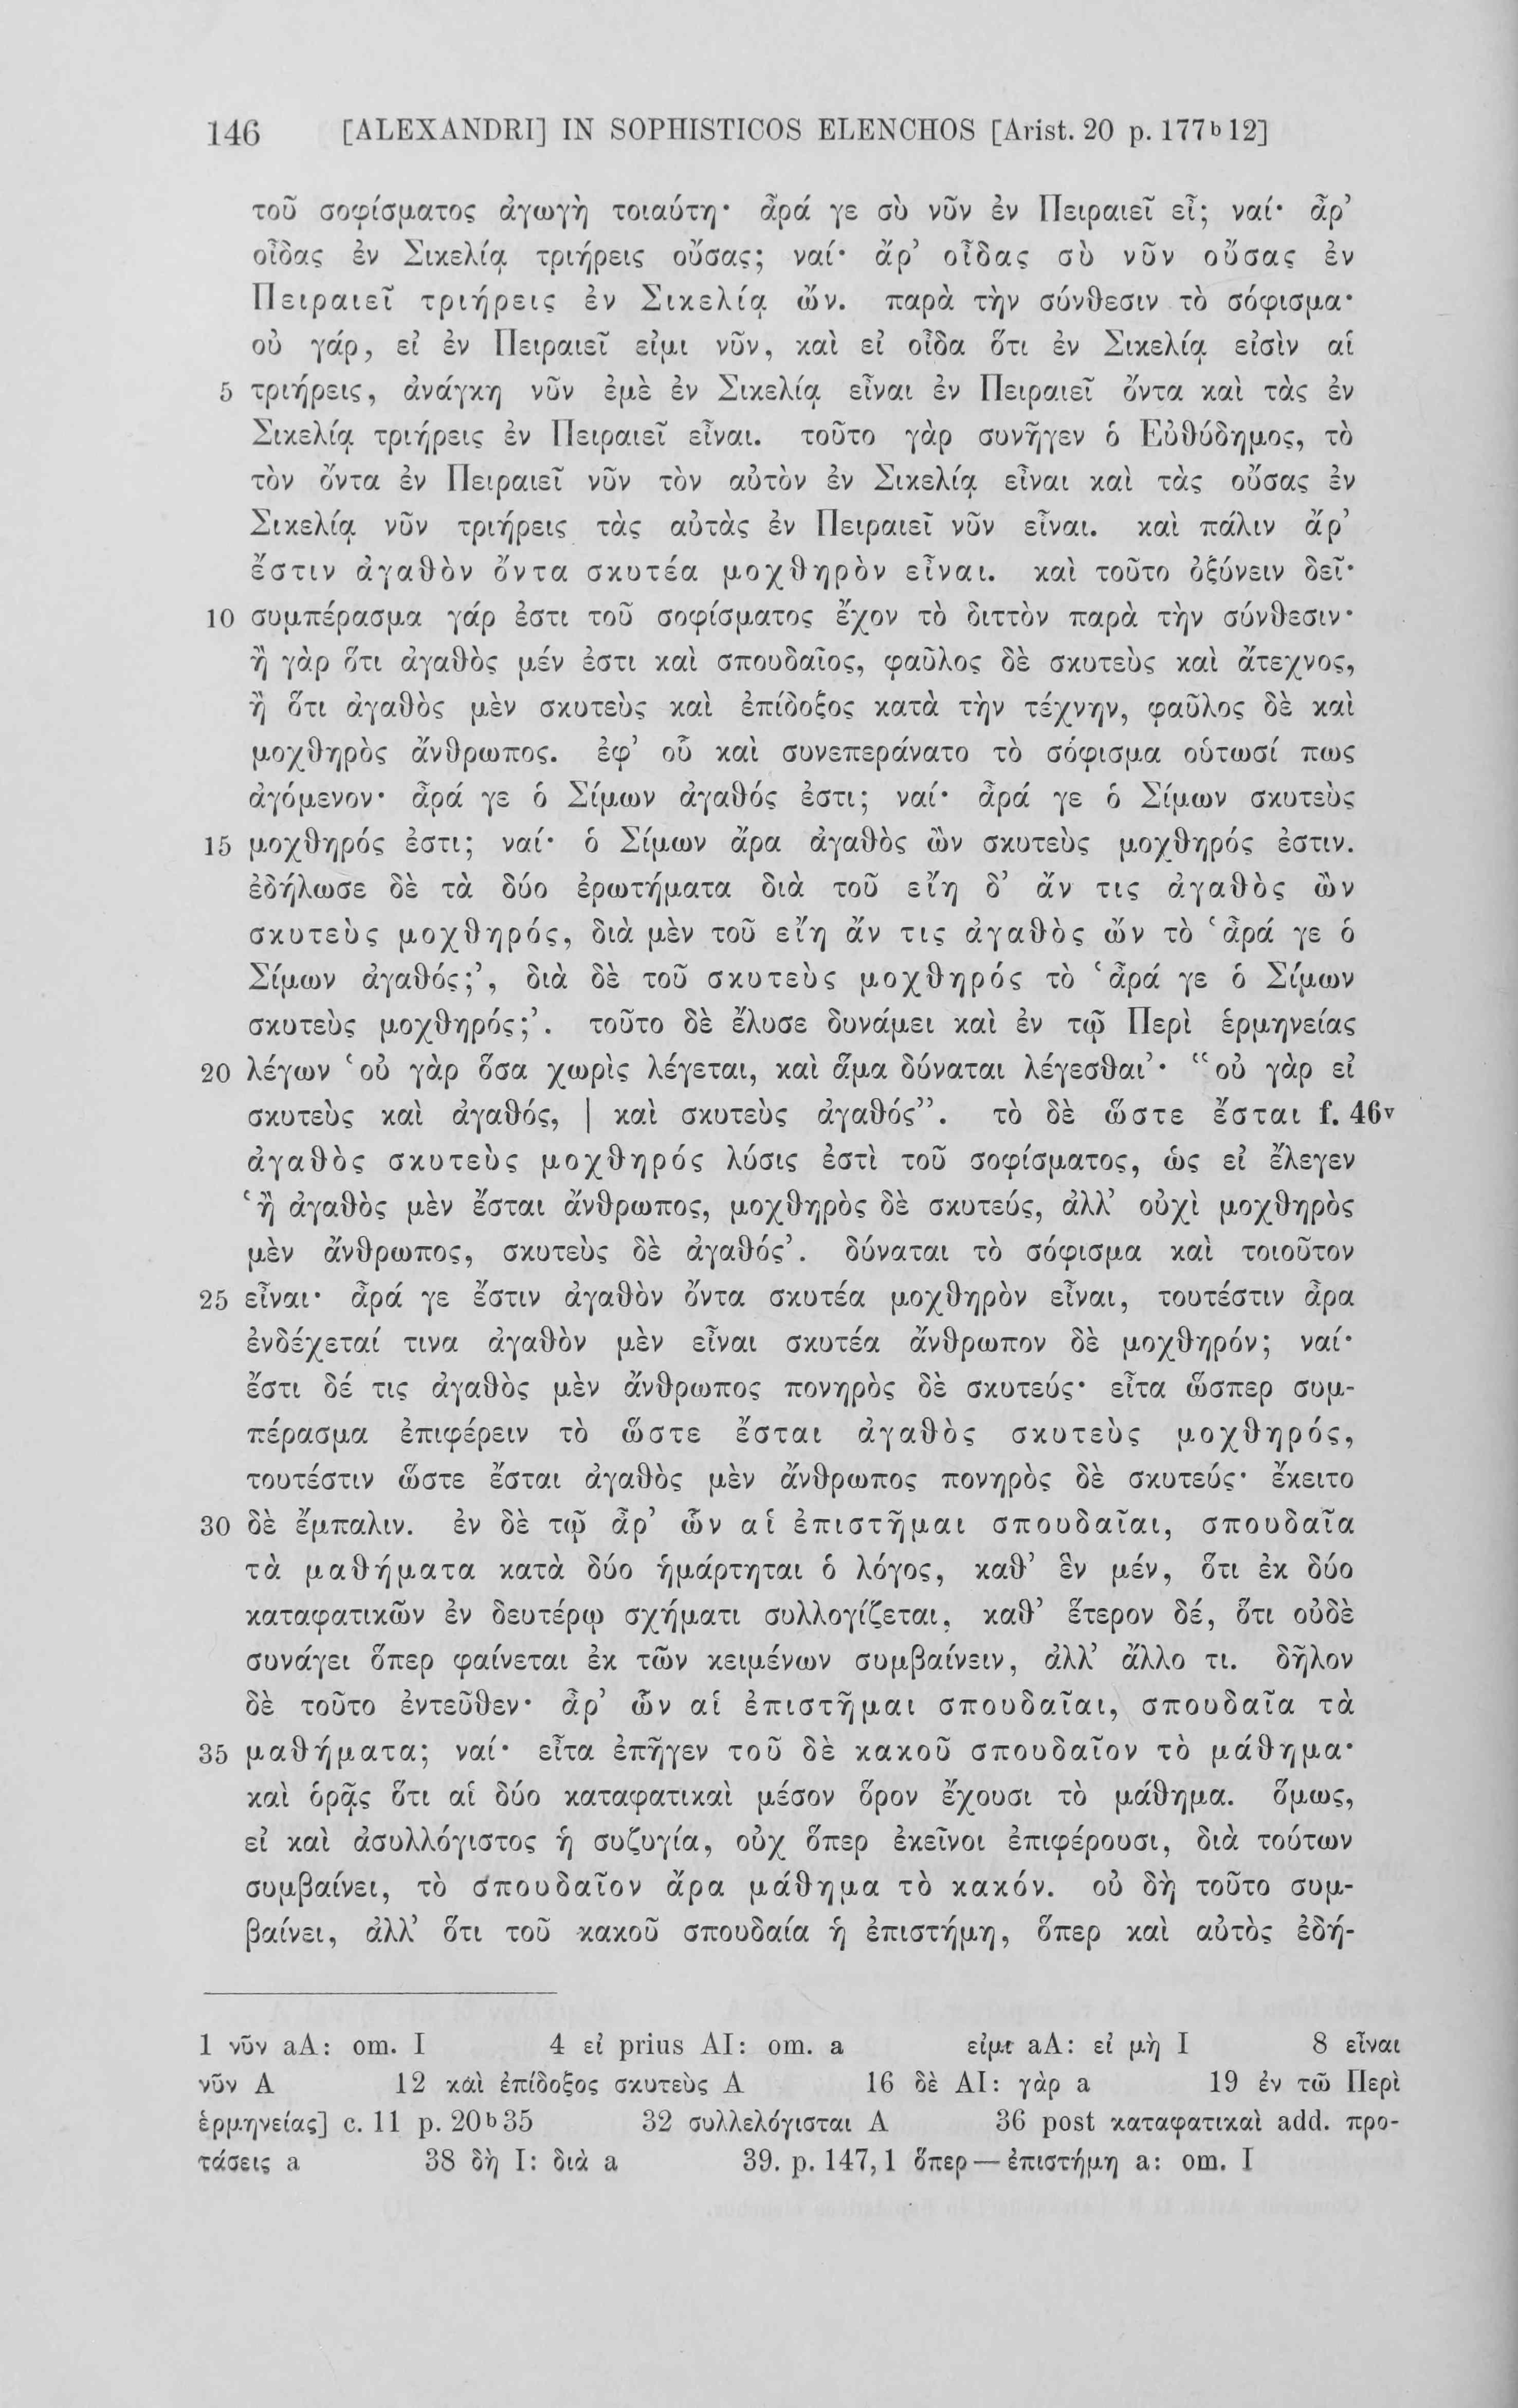 146 [ALEXANDRI] IN SOPHISTICOS ELENCHOS [Arist. 20 p. 177b12]
τοῦ σοφίσματος ἀγωγὴ τοιαύτη· ἆρά γε σὺ νῦν ἐν Πειραιεῖ εἶ; ναί· ἆρ’
οἶδας ἐν Σικελίᾳ τριήρεις οὔσας; ναί· ἄρ’ οἶδας σὺ νῦν οὔσας ἐν
Πειραιεῖ τριήρεις ἐν Σικελίᾳ ὤν. παρὰ τὴν σύνθεσιν τὸ σόφισμα·
οὐ γάρ, εἰ ἐν Πειραιεῖ εἰμι νῦν, καὶ εἰ οἶδα ὅτι ἐν Σικελίᾳ εἰσὶν αἱ
5 τριήρεις, ἀνάγκη νῦν ἐμὲ ἐν Σικελίᾳ εἶναι ἐν Πειραιεῖ ὄντα καὶ τὰς ἐν
Σικελίᾳ τριήρεις ἐν Πειραιεῖ εἶναι. τοῦτο γὰρ συνῆγεν ὁ Εὐθύδημος, τὸ
τὸν ὄντα ἐν Πειραιεῖ νῦν τὸν αὐτὸν ἐν Σικελίᾳ εἶναι καὶ τὰς οὔσας ἐν
Σικελίᾳ νῦν τριήρεις τὰς αὐτὰς ἐν Πειραιεῖ νῦν εἶναι. καὶ πάλιν ἄρ’
ἔστιν ἀγαθὸν ὄντα σκυτέα μοχθηρὸν εἶναι. καὶ τοῦτο ὀξύνειν δεῖ·
10 συμπέρασμα γάρ ἐστι τοῦ σοφίσματος ἔχον τὸ διττὸν παρὰ τὴν σύνθεσιν·
ἢ γὰρ ὅτι ἀγαθὸς μέν ἐστι καὶ σπουδαῖος, φαῦλος δὲ σκυτεὺς καὶ ἄτεχνος,
ἢ ὅτι ἀγαθὸς μὲν σκυτεὺς καὶ ἐπίδοξος κατὰ τὴν τέχνην, φαῦλος δὲ καὶ
μοχθηρὸς ἄνθρωπος. ἐφ’ οὗ καὶ συνεπεράνατο τὸ σόφισμα οὑτωσί πως
ἀγόμενον· ἆρά γε ὁ Σίμων ἀγαθός ἐστι; ναί· ἆρά γε ὁ Σίμων σκυτεὺς
15 μοχθηρός ἐστι; ναί· ὁ Σίμων ἄρα ἀγαθὸς ὢν σκυτεὺς μοχθηρός ἐστιν.
ἐδήλωσε δὲ τὰ δύο ἐρωτήματα διὰ τοῦ εἴη δ’ ἄν τις ἀγαθὸς ὢν
σκυτεὺς μοχθηρός, διὰ μὲν τοῦ εἴη ἄν τις ἀγαθὸς ὤν τὸ ‘ἆρά γε ὁ
Σίμων ἀγαθός;’, διὰ δὲ τοῦ σκυτεὺς μοχθηρός τὸ ‘ἆρά γε ὁ Σίμων
σκυτεὺς μοχθηρός;’. τοῦτο δὲ ἔλυσε δυνάμει καὶ ἐν τῷ Περὶ ἑρμηνείας
20 λέγων ‘οὐ γὰρ ὅσα χωρὶς λέγεται, καὶ ἅμα δύναται λέγεσθαι’· “οὐ γὰρ εἰ
σκυτεὺς καὶ ἀγαθός, | καὶ σκυτεὺς ἀγαθός”. τὸ δὲ ὥστε ἔσται f. 46v
ἀγαθὸς σκυτεὺς μοχθηρός λύσις ἐστὶ τοῦ σοφίσματος, ὡς εἰ ἔλεγεν
‘ἢ ἀγαθὸς μὲν ἔσται ἄνθρωπος, μοχθηρὸς δὲ σκυτεύς, ἀλλ’ οὐχὶ μοχθηρὸς
μὲν ἄνθρωπος, σκυτεὺς δὲ ἀγαθός’. δύναται τὸ σόφισμα καὶ τοιοῦτον
25 εἶναι· ἆρά γε ἔστιν ἀγαθὸν ὄντα σκυτέα μοχθηρὸν εἶναι, τουτέστιν ἆρα
ἐνδέχεταί τινα ἀγαθὸν μὲν εἶναι σκυτέα ἄνθρωπον δὲ μοχθηρόν; ναί·
ἔστι δέ τις ἀγαθὸς μὲν ἄνθρωπος πονηρὸς δὲ σκυτεύς· εἶτα ὥσπερ συμ-
πέρασμα ἐπιφέρειν τὸ ὥστε ἔσται ἀγαθὸς σκυτεὺς μοχθηρός,
τουτέστιν ὥστε ἔσται ἀγαθὸς μὲν ἄνθρωπος πονηρὸς δὲ σκυτεύς· ἔκειτο
30 δὲ ἔμπαλιν. ἐν δὲ τῷ ἆρ’ ὧν αἱ ἐπιστῆμαι σπουδαῖαι, σπουδαῖα
τὰ μαθήματα κατὰ δύο ἡμάρτηται ὁ λόγος, καθ’ ἓν μέν, ὅτι ἐκ δύο
καταφατικῶν ἐν δευτέρῳ σχήματι συλλογίζεται, καθ’ ἕτερον δέ, ὅτι οὐδὲ
συνάγει ὅπερ φαίνεται ἐκ τῶν κειμένων συμβαίνειν, ἀλλ’ ἄλλο τι. δῆλον
δὲ τοῦτο ἐντεῦθεν· ἆρ’ ὧν αἱ ἐπιστῆμαι σπουδαῖαι, σπουδαῖα τὰ
35 μαθήματα; ναί· εἶτα ἐπῆγεν τοῦ δὲ κακοῦ σπουδαῖον τὸ μάθημα·
καὶ ὁρᾷς ὅτι αἱ δύο καταφατικαὶ μέσον ὅρον ἔχουσι τὸ μάθημα. ὅμως,
εἰ καὶ ἀσυλλόγιστος ἡ συζυγία, οὐχ ὅπερ ἐκεῖνοι ἐπιφέρουσι, διὰ τούτων
συμβαίνει, τὸ σπουδαῖον ἄρα μάθημα τὸ κακόν. οὐ δὴ τοῦτο συμ-
βαίνει, ἀλλ’ ὅτι τοῦ κακοῦ σπουδαία ἡ ἐπιστήμη, ὅπερ καὶ αὐτὸς ἐδή-
1 νῦν aA: om. I 4 εἰ prius AI: om. a εἰμι aA: εἰ μὴ I 8 εἶναι
νῦν A 12 καὶ ἐπίδοξος σκυτεὺς A 16 δὲ AI: γὰρ a 19 ἐν τῶ Περὶ
ἑρμηνείας] c. 11 p. 20b35 32 συλλελόγισται A 36 post καταφατικαὶ add. προ-
τάσεις a 38 δὴ I: διὰ a 39. p. 147,1 ὅπερ — ἐπιστήμη a: om. I